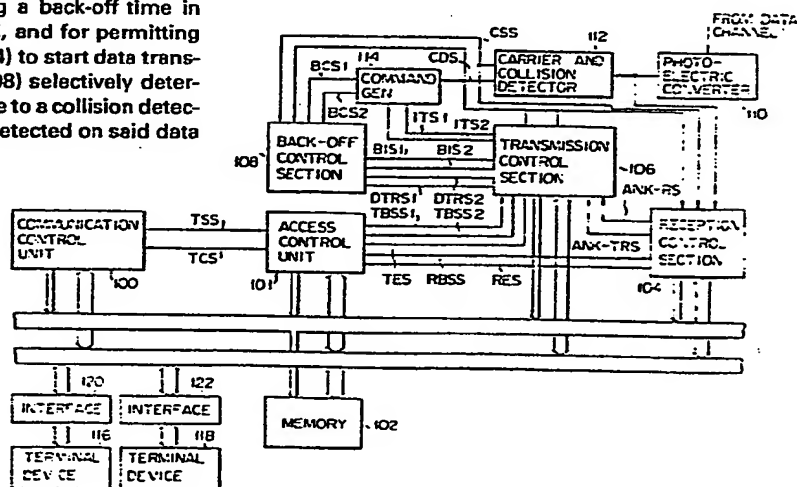 g a back-off time in
, and for permitting
4) to start data trans-
08) selectively deter-
e to a collision detec-
etected on said data
FROM DATA
CHANNEL
CSS
112
114
CDS
CARRIER AND
COLLISION
DETECTOR
PHOTO-
ELECTRIC
CONVERTER
110
BCS1
COMMAND
GEN
BCS2
ITS1
ITS2
108
BACK-OFF
CONTROL
SECTION
BIS1,
BIS2
TRANSMISSION
CONTROL
SECTION
106
DTRS1
DTRS2
ANK-RS
COMMUNICATION
CONTROL
UNIT
TSS,
TCS
ACCESS
CONTROL
UNIT
TBSS1,
TBSS2
ANK-TRS
RECEPTION
CONTROL
SECTION
100
101
TES
RBSS
RES
104
120
122
INTERFACE
INTERFACE
MEMORY
102
116
118
TERMINAL
DEVICE
TERMINAL
DEVICE